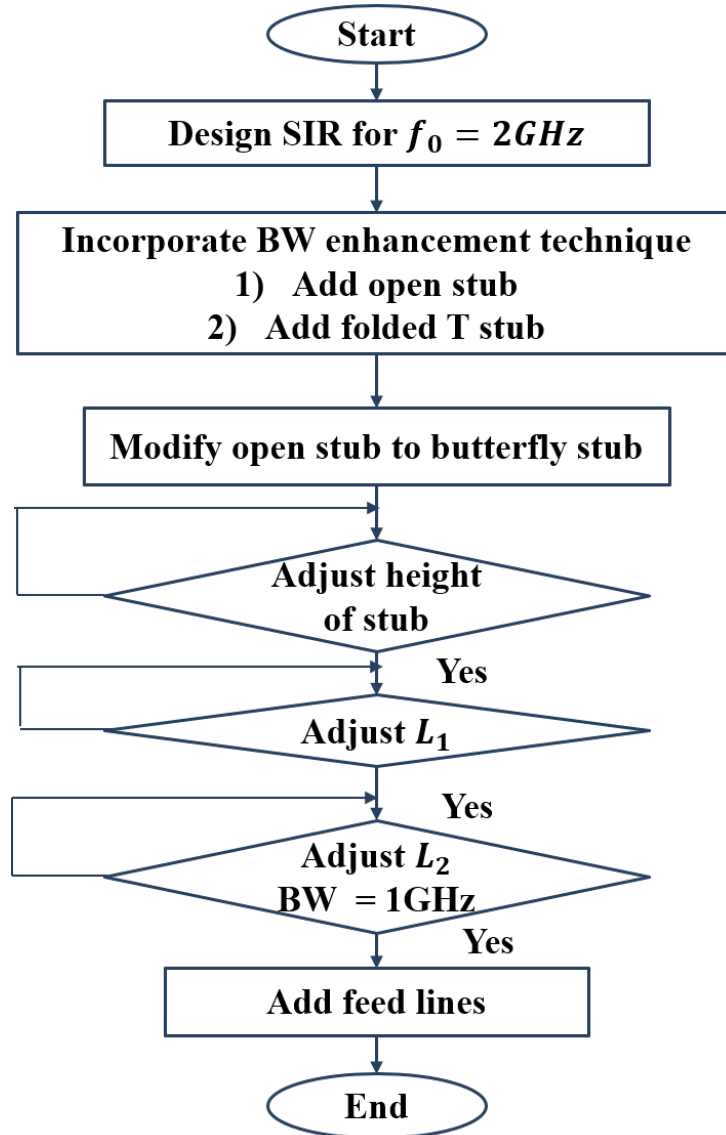 Start
Design SIR for f₀ = 2GHz
Incorporate BW enhancement technique
1) Add open stub
2) Add folded T stub
Modify open stub to butterfly stub
Adjust height
of stub
Yes
Adjust L₁
Yes
Adjust L₂
BW = 1GHz
Yes
Add feed lines
End